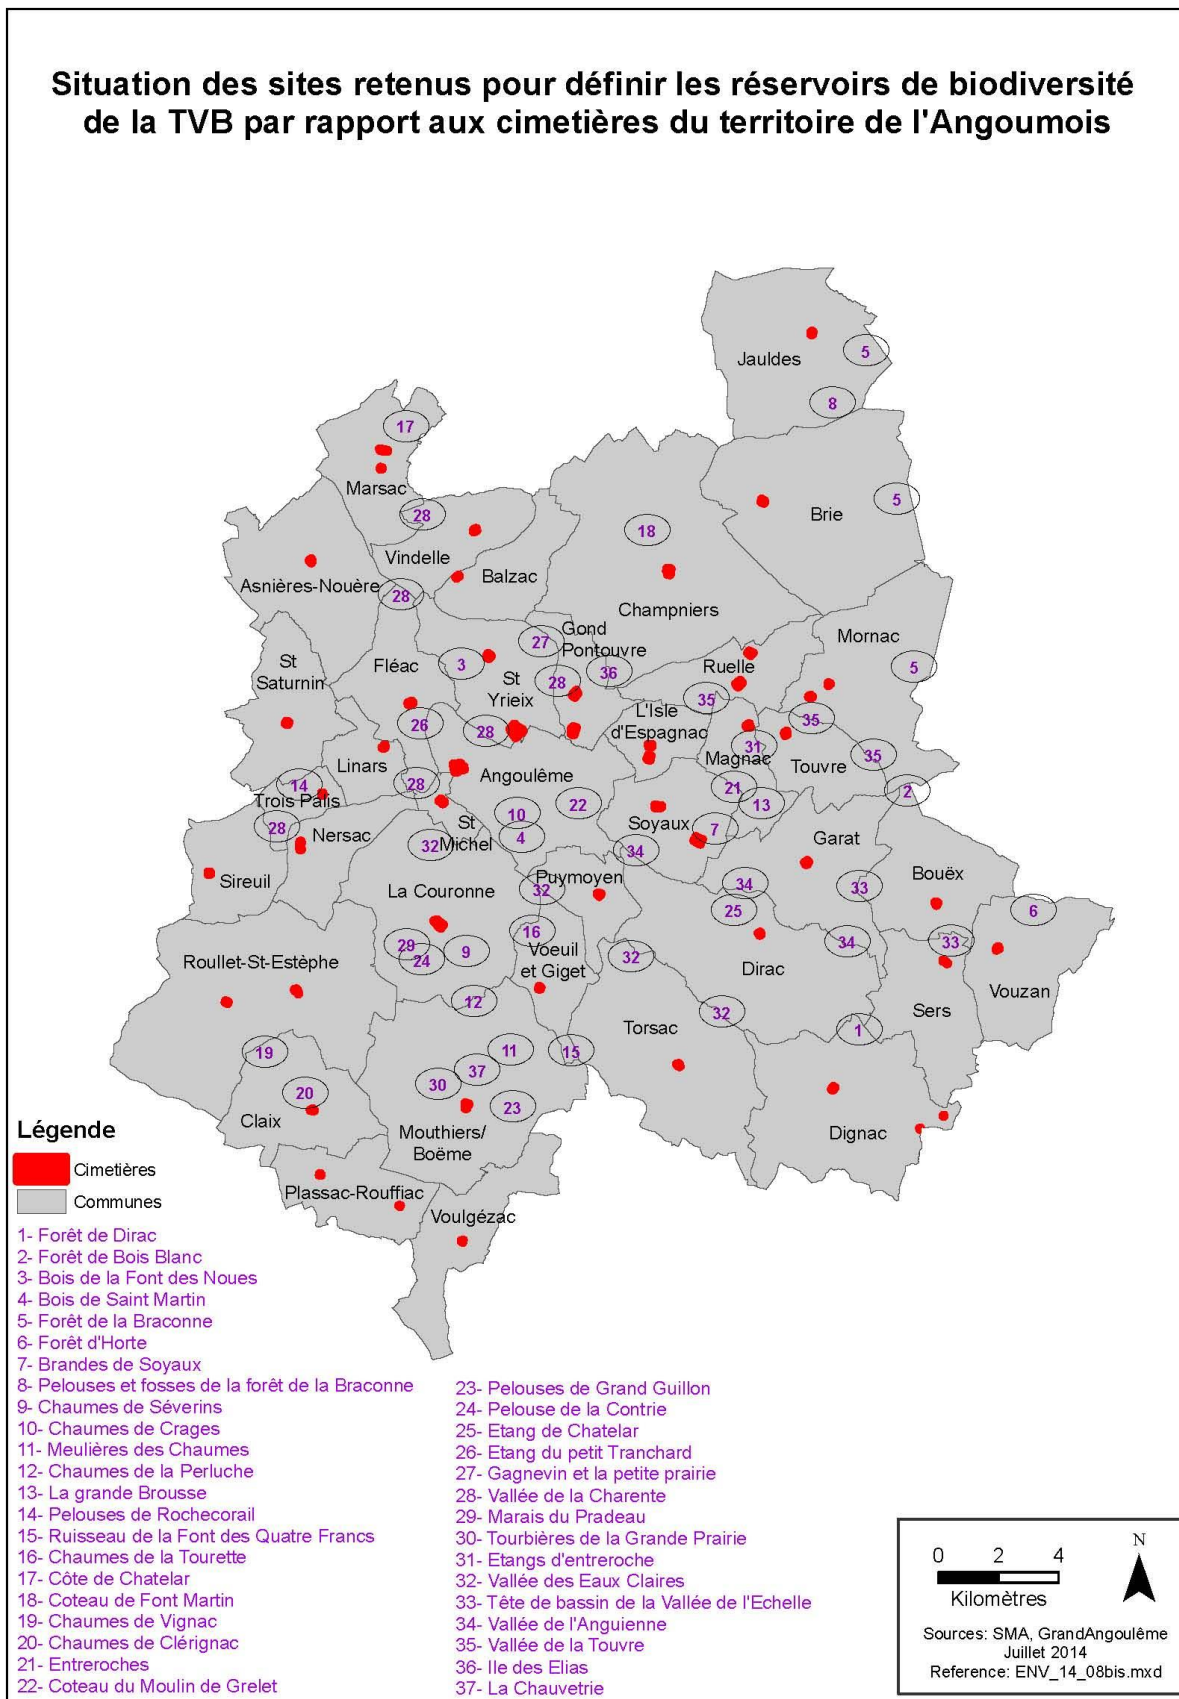 Situation des sites retenus pour définir les réservoirs de biodiversité
de la TVB par rapport aux cimetières du territoire de l'Angoumois
Jauldes
5
8
17
Marsac
28
Vindelle
Balzac
Asnières-Nouère
28
18
Champniers
Brie
5
Mornac
5
27
Gond
Pontouvre
36
Ruelle
35
35
35
2
St
Saturnin
Fléac
3
St
Yrieix
28
26
28
L'Isle
d'Espagnac
31
Magnac
Touvre
Linars
Angoulême
14
Trois Palis
28
28
Nersac
10
22
4
St
Michel
32
Soyaux
21
13
7
34
Garat
Sireuil
La Couronne
32
Puymoyen
34
25
33
Bouëx
6
29
24
9
16
Voeuil
et Giget
32
Dirac
34
33
Roullet-St-Estèphe
Vouzan
12
Torsac
32
1
Sers
19
11
15
37
30
20
23
Claix
Mouthiers/
Boëme
Dignac
Plassac-Rouffiac
Voulgézac
Légende
Cimetières
Communes
1- Forêt de Dirac
2- Forêt de Bois Blanc
3- Bois de la Font des Noues
4- Bois de Saint Martin
5- Forêt de la Braconne
6- Forêt d'Horte
7- Brandes de Soyaux
8- Pelouses et fosses de la forêt de la Braconne
9- Chaumes de Séverins
10- Chaumes de Crages
11- Meulières des Chaumes
12- Chaumes de la Perluche
13- La grande Brousse
14- Pelouses de Rochecorail
15- Ruisseau de la Font des Quatre Francs
16- Chaumes de la Tourette
17- Côte de Chatelar
18- Coteau de Font Martin
19- Chaumes de Vignac
20- Chaumes de Clérignac
21- Entreroches
22- Coteau du Moulin de Grelet
23- Pelouses de Grand Guillon
24- Pelouse de la Contrie
25- Etang de Chatelar
26- Etang du petit Tranchard
27- Gagnevin et la petite prairie
28- Vallée de la Charente
29- Marais du Pradeau
30- Tourbières de la Grande Prairie
31- Etangs d'entreroche
32- Vallée des Eaux Claires
33- Tête de bassin de la Vallée de l'Echelle
34- Vallée de l'Anguienne
35- Vallée de la Touvre
36- Ile des Elias
37- La Chauvetrie
0 2 4
Kilomètres
N
Sources: SMA, GrandAngoulême
Juillet 2014
Reference: ENV_14_08bis.mxd